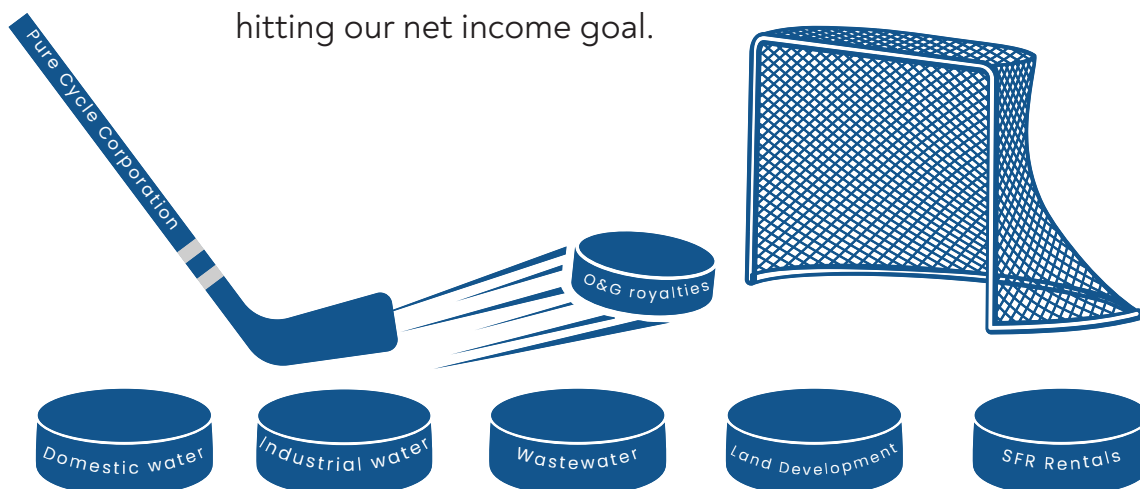 hitting our net income goal.
Pure Cycle Corporation
O&G royalties
Domestic water
Industrial water
Wastewater
Land Development
SFR Rentals